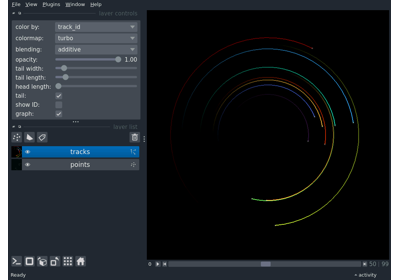 File View Plugins Window Help
layer controls
color by: track_id
colormap: turbo
blending: additive
opacity: 1.00
tail width:
tail length:
head length:
tail:
show ID:
graph:
layer list
tracks
points
50 99
Ready
activity